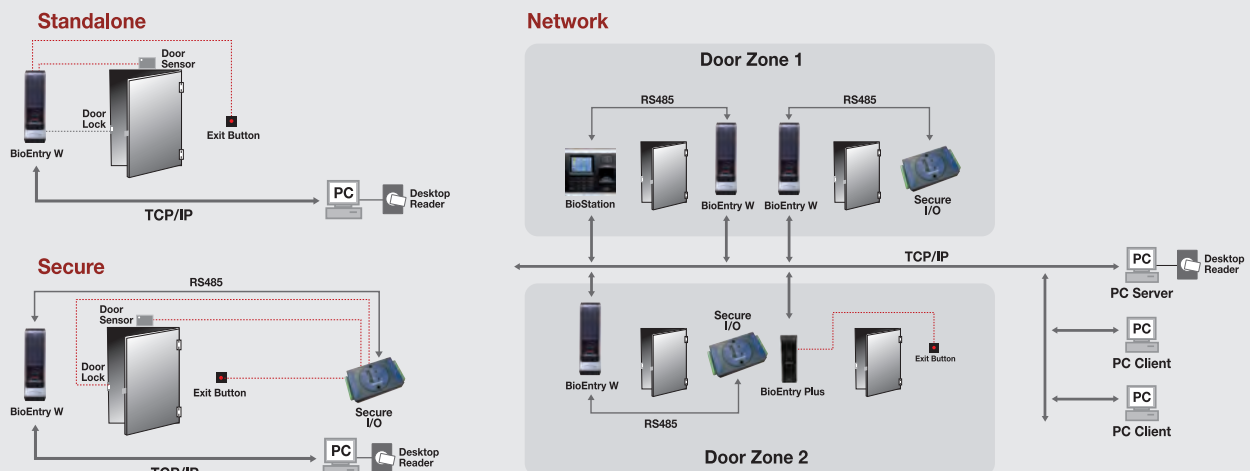 Standalone
Door
Sensor
Door
Lock
BioEntry W
Exit Button
TCP/IP
PC
Desktop
Reader
Secure
RS485
Door
Sensor
Door
Lock
BioEntry W
Exit Button
Secure
I/O
TCP/IP
PC
Desktop
Reader
Network
Door Zone 1
RS485
RS485
BioStation
BioEntry W
BioEntry W
Secure
I/O
TCP/IP
PC
Desktop
Reader
PC Server
PC
PC Client
PC
PC Client
BioEntry W
Secure
I/O
BioEntry Plus
Exit Button
RS485
Door Zone 2